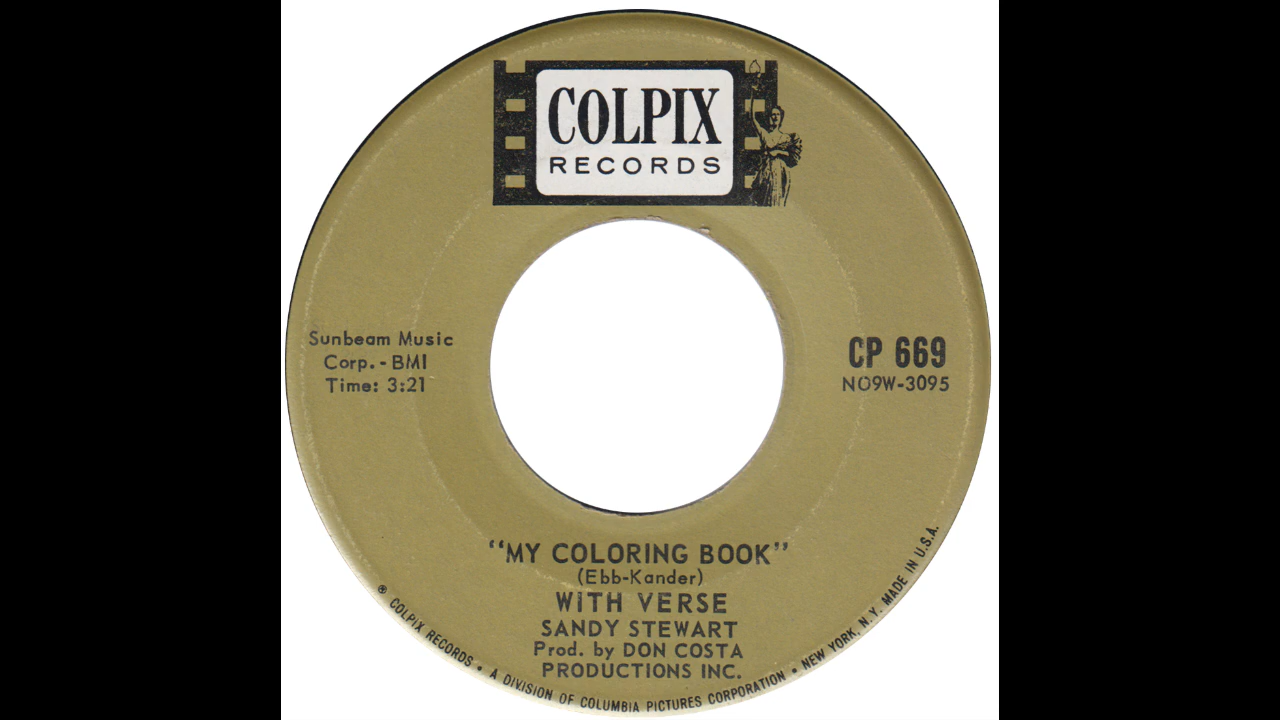 COLPIX
RECORDS
Sunbeam Music
Corp. - BMI
Time: 3:21
CP 669
NO9W-3095
"MY COLORING BOOK"
(Ebb-Kander)
WITH VERSE
SANDY STEWART
Prod. by DON COSTA
PRODUCTIONS INC.
® COLPIX RECORDS • A DIVISION OF COLUMBIA PICTURES CORPORATION • NEW YORK, N.Y. MADE IN U.S.A.